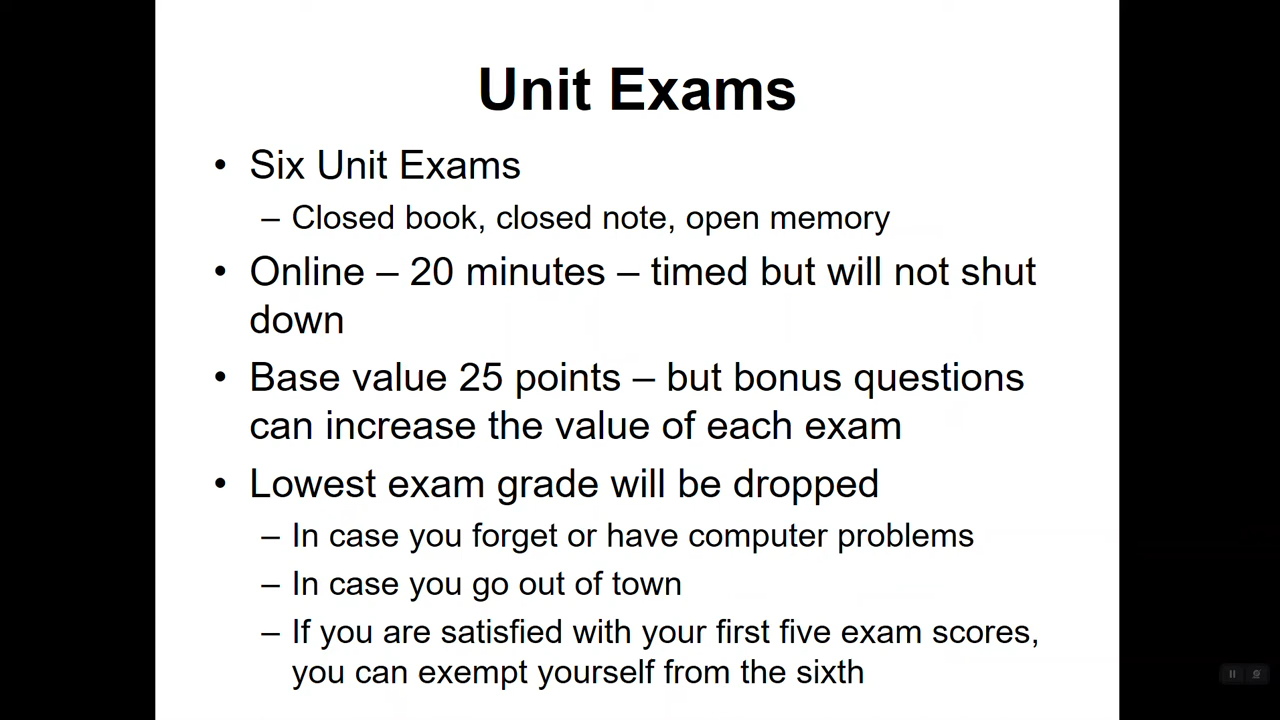 Unit Exams
• Six Unit Exams
– Closed book, closed note, open memory
• Online – 20 minutes – timed but will not shut
down
• Base value 25 points – but bonus questions
can increase the value of each exam
• Lowest exam grade will be dropped
– In case you forget or have computer problems
– In case you go out of town
– If you are satisfied with your first five exam scores,
you can exempt yourself from the sixth